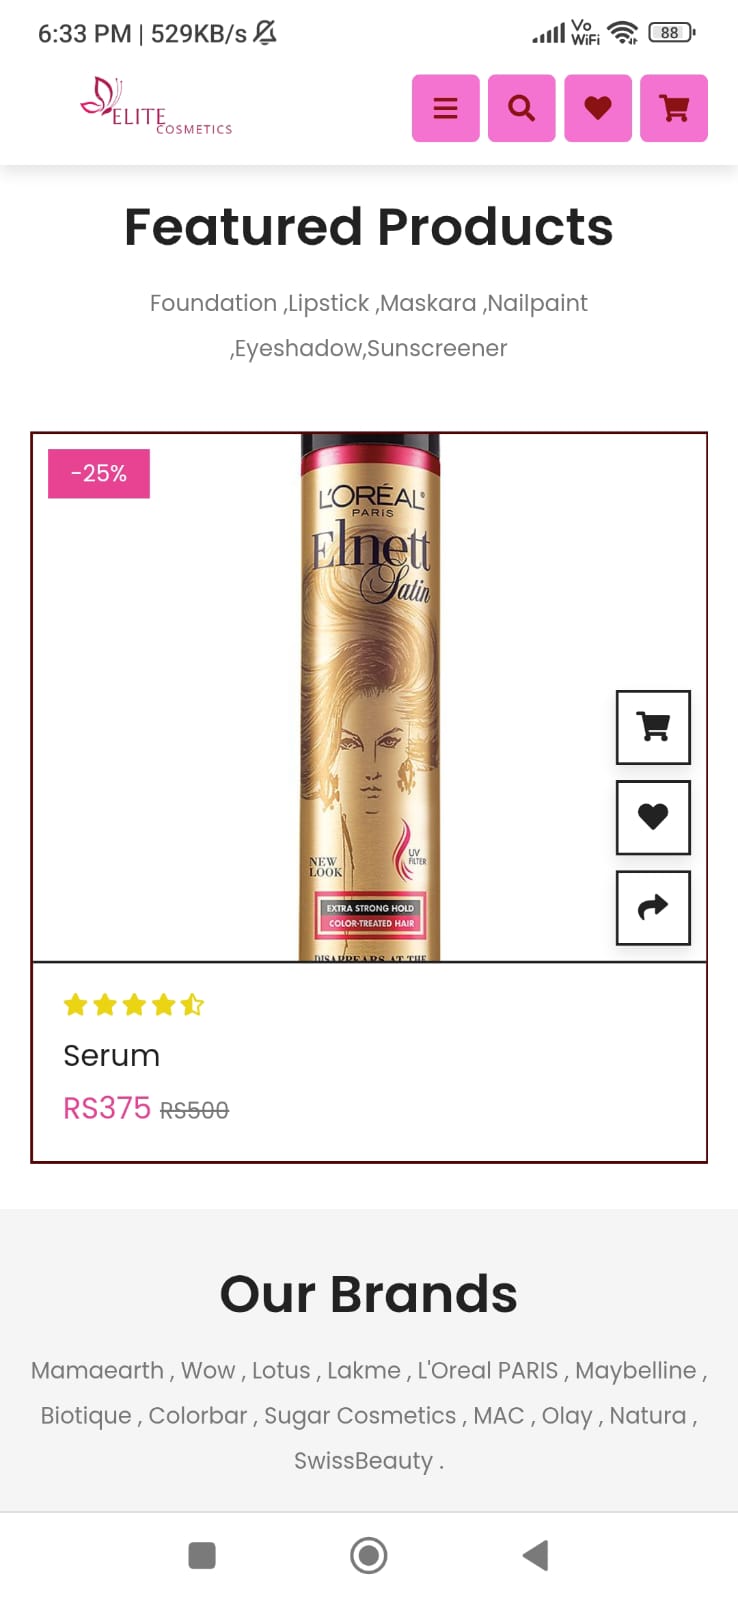 6:33 PM | 529KB/s
Vo
WiFi
88
ELITE
COSMETICS
Featured Products
Foundation ,Lipstick ,Maskara ,Nailpaint
,Eyeshadow,Sunscreener
-25%
L'ORÉAL
PARIS
Elnett
Satin
NEW
LOOK
UV
FILTER
EXTRA STRONG HOLD
COLOR-TREATED HAIR
DISAPPEARS AT THE
Serum
RS375 RS500
Our Brands
Mamaearth , Wow , Lotus , Lakme , L'Oreal PARIS , Maybelline ,
Biotique , Colorbar , Sugar Cosmetics , MAC , Olay , Natura ,
SwissBeauty .